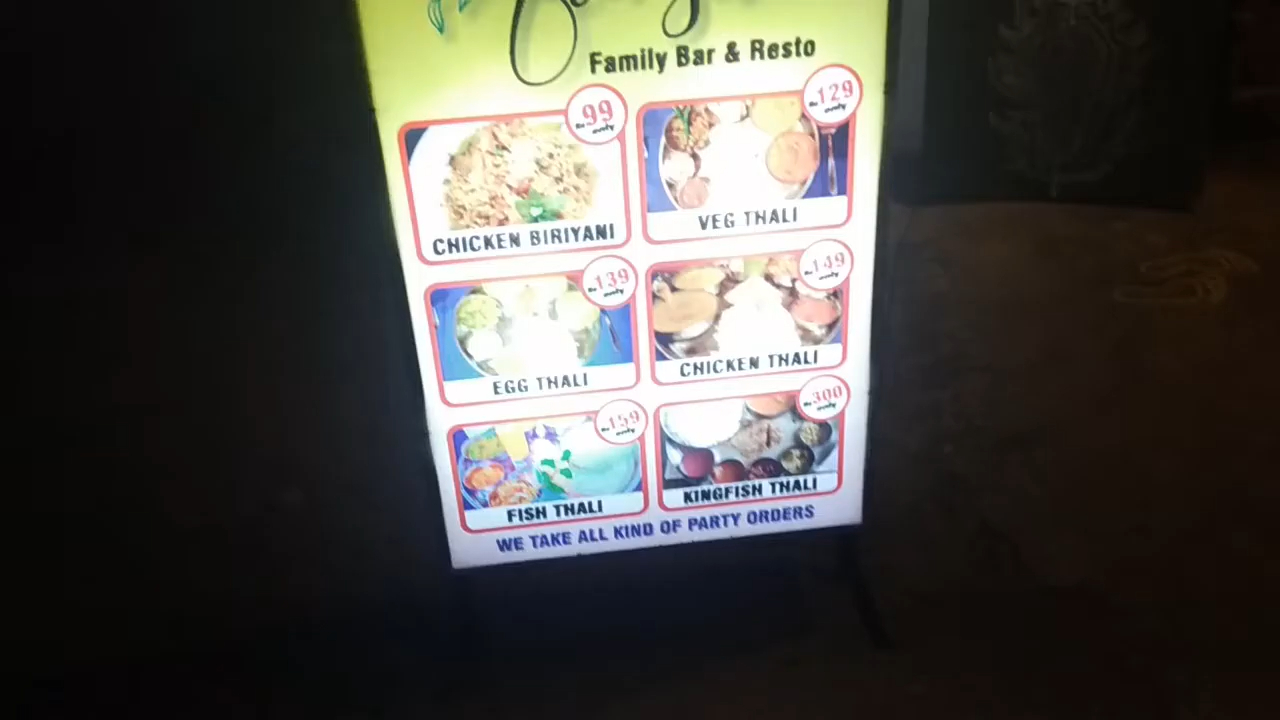 Family Bar & Resto
Rs 99 only
CHICKEN BIRIYANI
Rs 129 only
VEG THALI
Rs 139 only
EGG THALI
Rs 149 only
CHICKEN THALI
Rs 159 only
FISH THALI
Rs 300 only
KINGFISH THALI
WE TAKE ALL KIND OF PARTY ORDERS